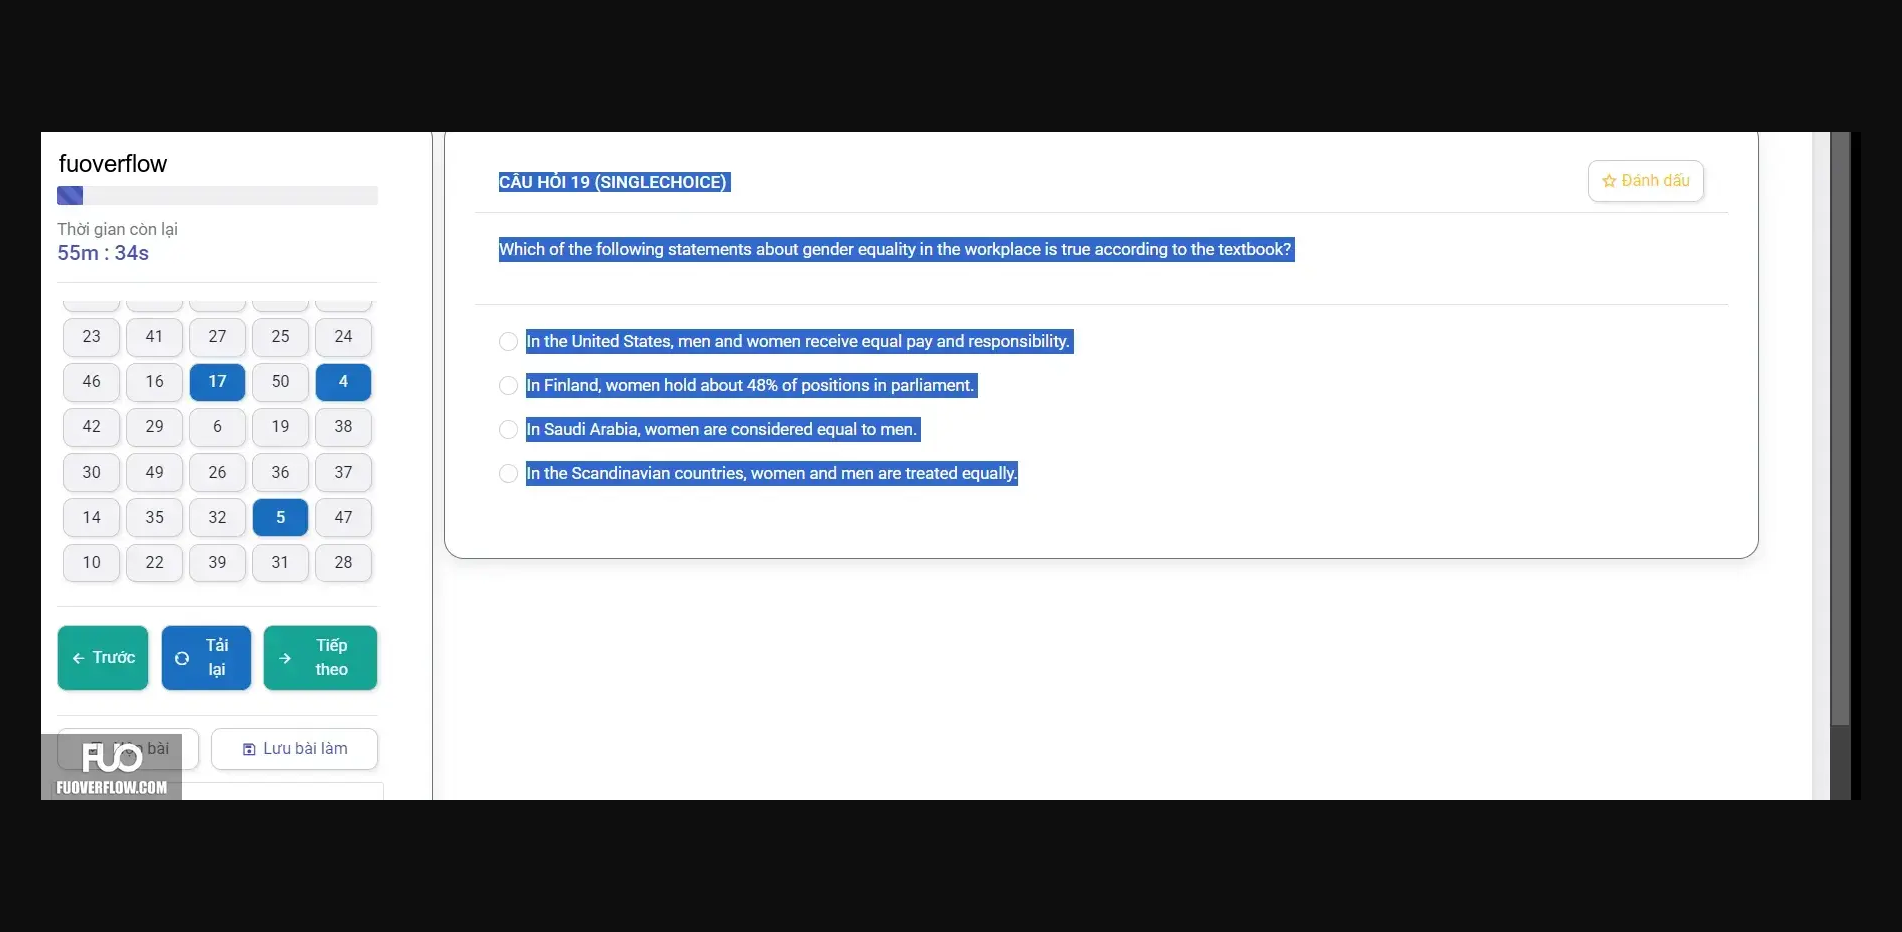 fuoverflow
Thời gian còn lại
55m : 34s
23 41 27 25 24
46 16 17 50 4
42 29 6 19 38
30 49 26 36 37
14 35 32 5 47
10 22 39 31 28
Trước
Tải lại
Tiếp theo
bài
Lưu bài làm
FUO
FUOVERFLOW.COM
CÂU HỎI 19 (SINGLECHOICE)
Đánh dấu
Which of the following statements about gender equality in the workplace is true according to the textbook?
In the United States, men and women receive equal pay and responsibility.
In Finland, women hold about 48% of positions in parliament.
In Saudi Arabia, women are considered equal to men.
In the Scandinavian countries, women and men are treated equally.